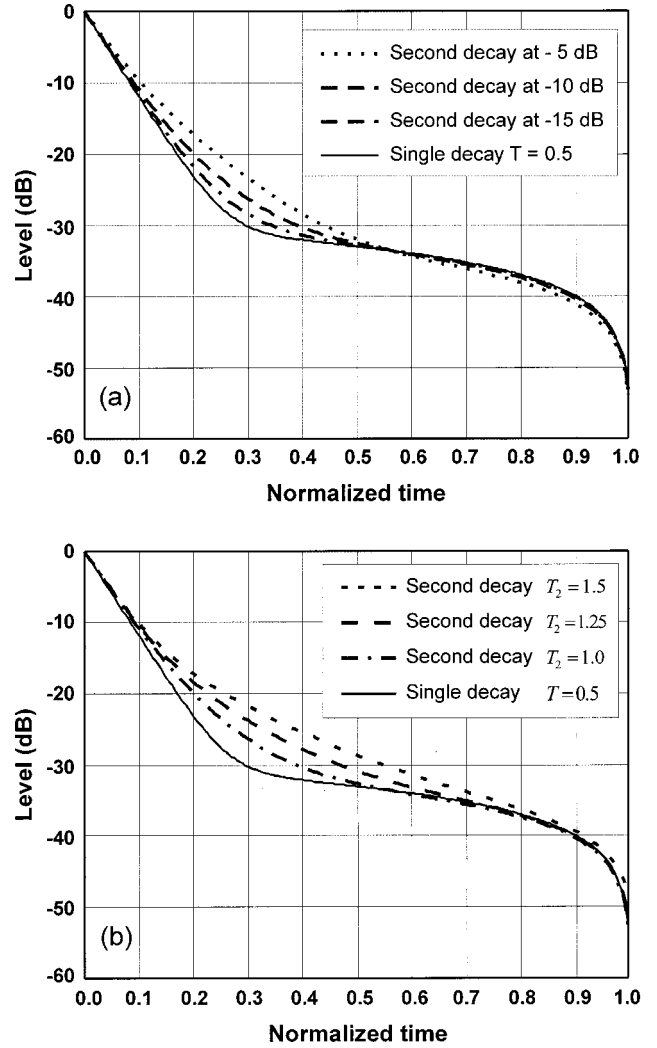 0
-10
-20
-30
-40
-50
-60
Level (dB)
Second decay at - 5 dB
Second decay at -10 dB
Second decay at -15 dB
Single decay T = 0.5
(a)
0.0 0.1 0.2 0.3 0.4 0.5 0.6 0.7 0.8 0.9 1.0
Normalized time
0
-10
-20
-30
-40
-50
-60
Level (dB)
Second decay T₂=1.5
Second decay T₂=1.25
Second decay T₂=1.0
Single decay T=0.5
(b)
0.0 0.1 0.2 0.3 0.4 0.5 0.6 0.7 0.8 0.9 1.0
Normalized time